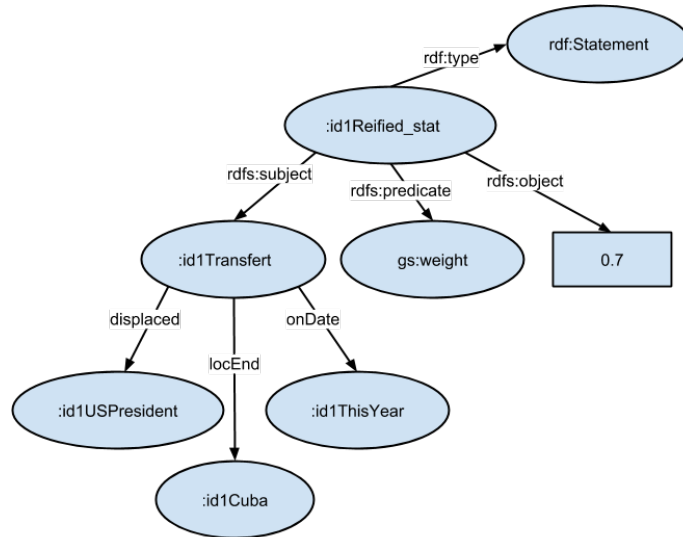 rdf:Statement
rdf:type
:id1Reified_stat
rdfs:subject
rdfs:predicate
rdfs:object
:id1Transfert
gs:weight
0.7
displaced
onDate
locEnd
:id1USPresident
:id1ThisYear
:id1Cuba